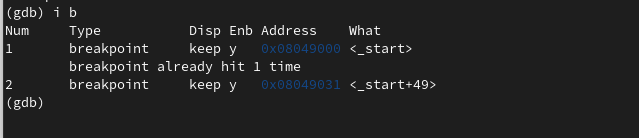 (gdb) i b
Num     Type           Disp Enb Address    What
1       breakpoint     keep y   0x08049000 <_start>
        breakpoint already hit 1 time
2       breakpoint     keep y   0x08049031 <_start+49>
(gdb)